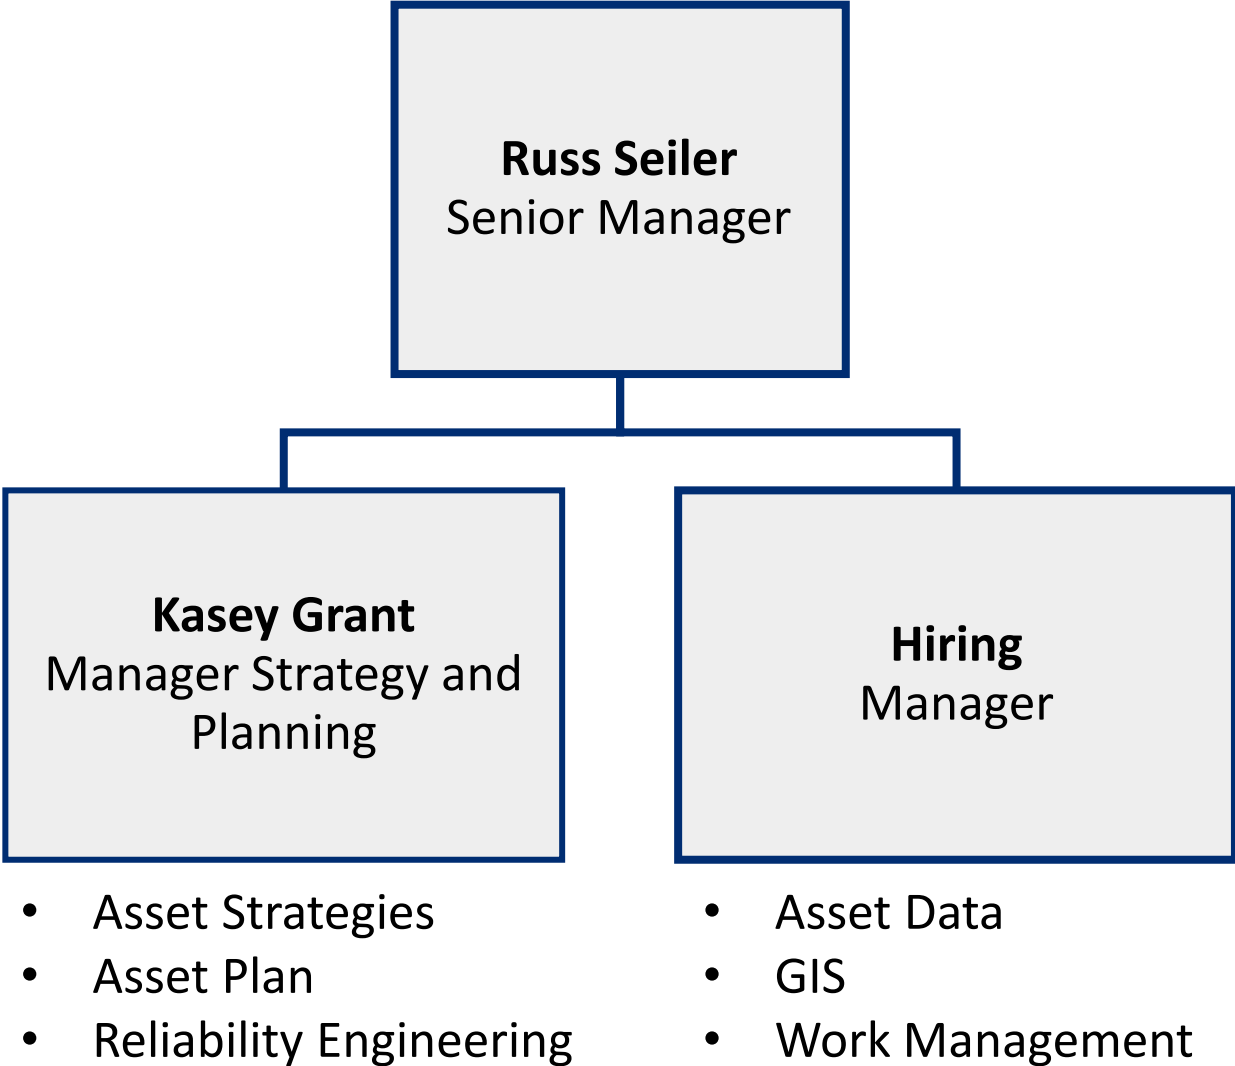 Russ Seiler
Senior Manager
Kasey Grant
Manager Strategy and
Planning
Hiring
Manager
• Asset Strategies
• Asset Plan
• Reliability Engineering
• Asset Data
• GIS
• Work Management